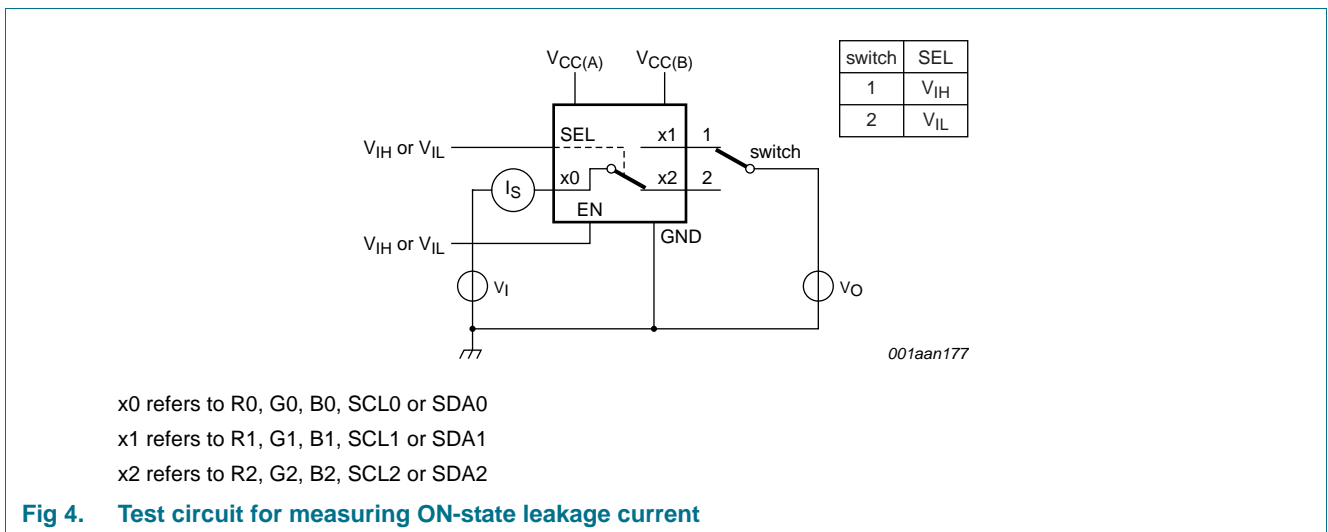 VCC(A) VCC(B)
switch SEL
1 VIH
2 VIL
SEL x1 1
VIH or VIL
switch
x0 x2 2
IS
EN
GND
VIH or VIL
VI
VO
001aan177
x0 refers to R0, G0, B0, SCL0 or SDA0
x1 refers to R1, G1, B1, SCL1 or SDA1
x2 refers to R2, G2, B2, SCL2 or SDA2
Fig 4. Test circuit for measuring ON-state leakage current